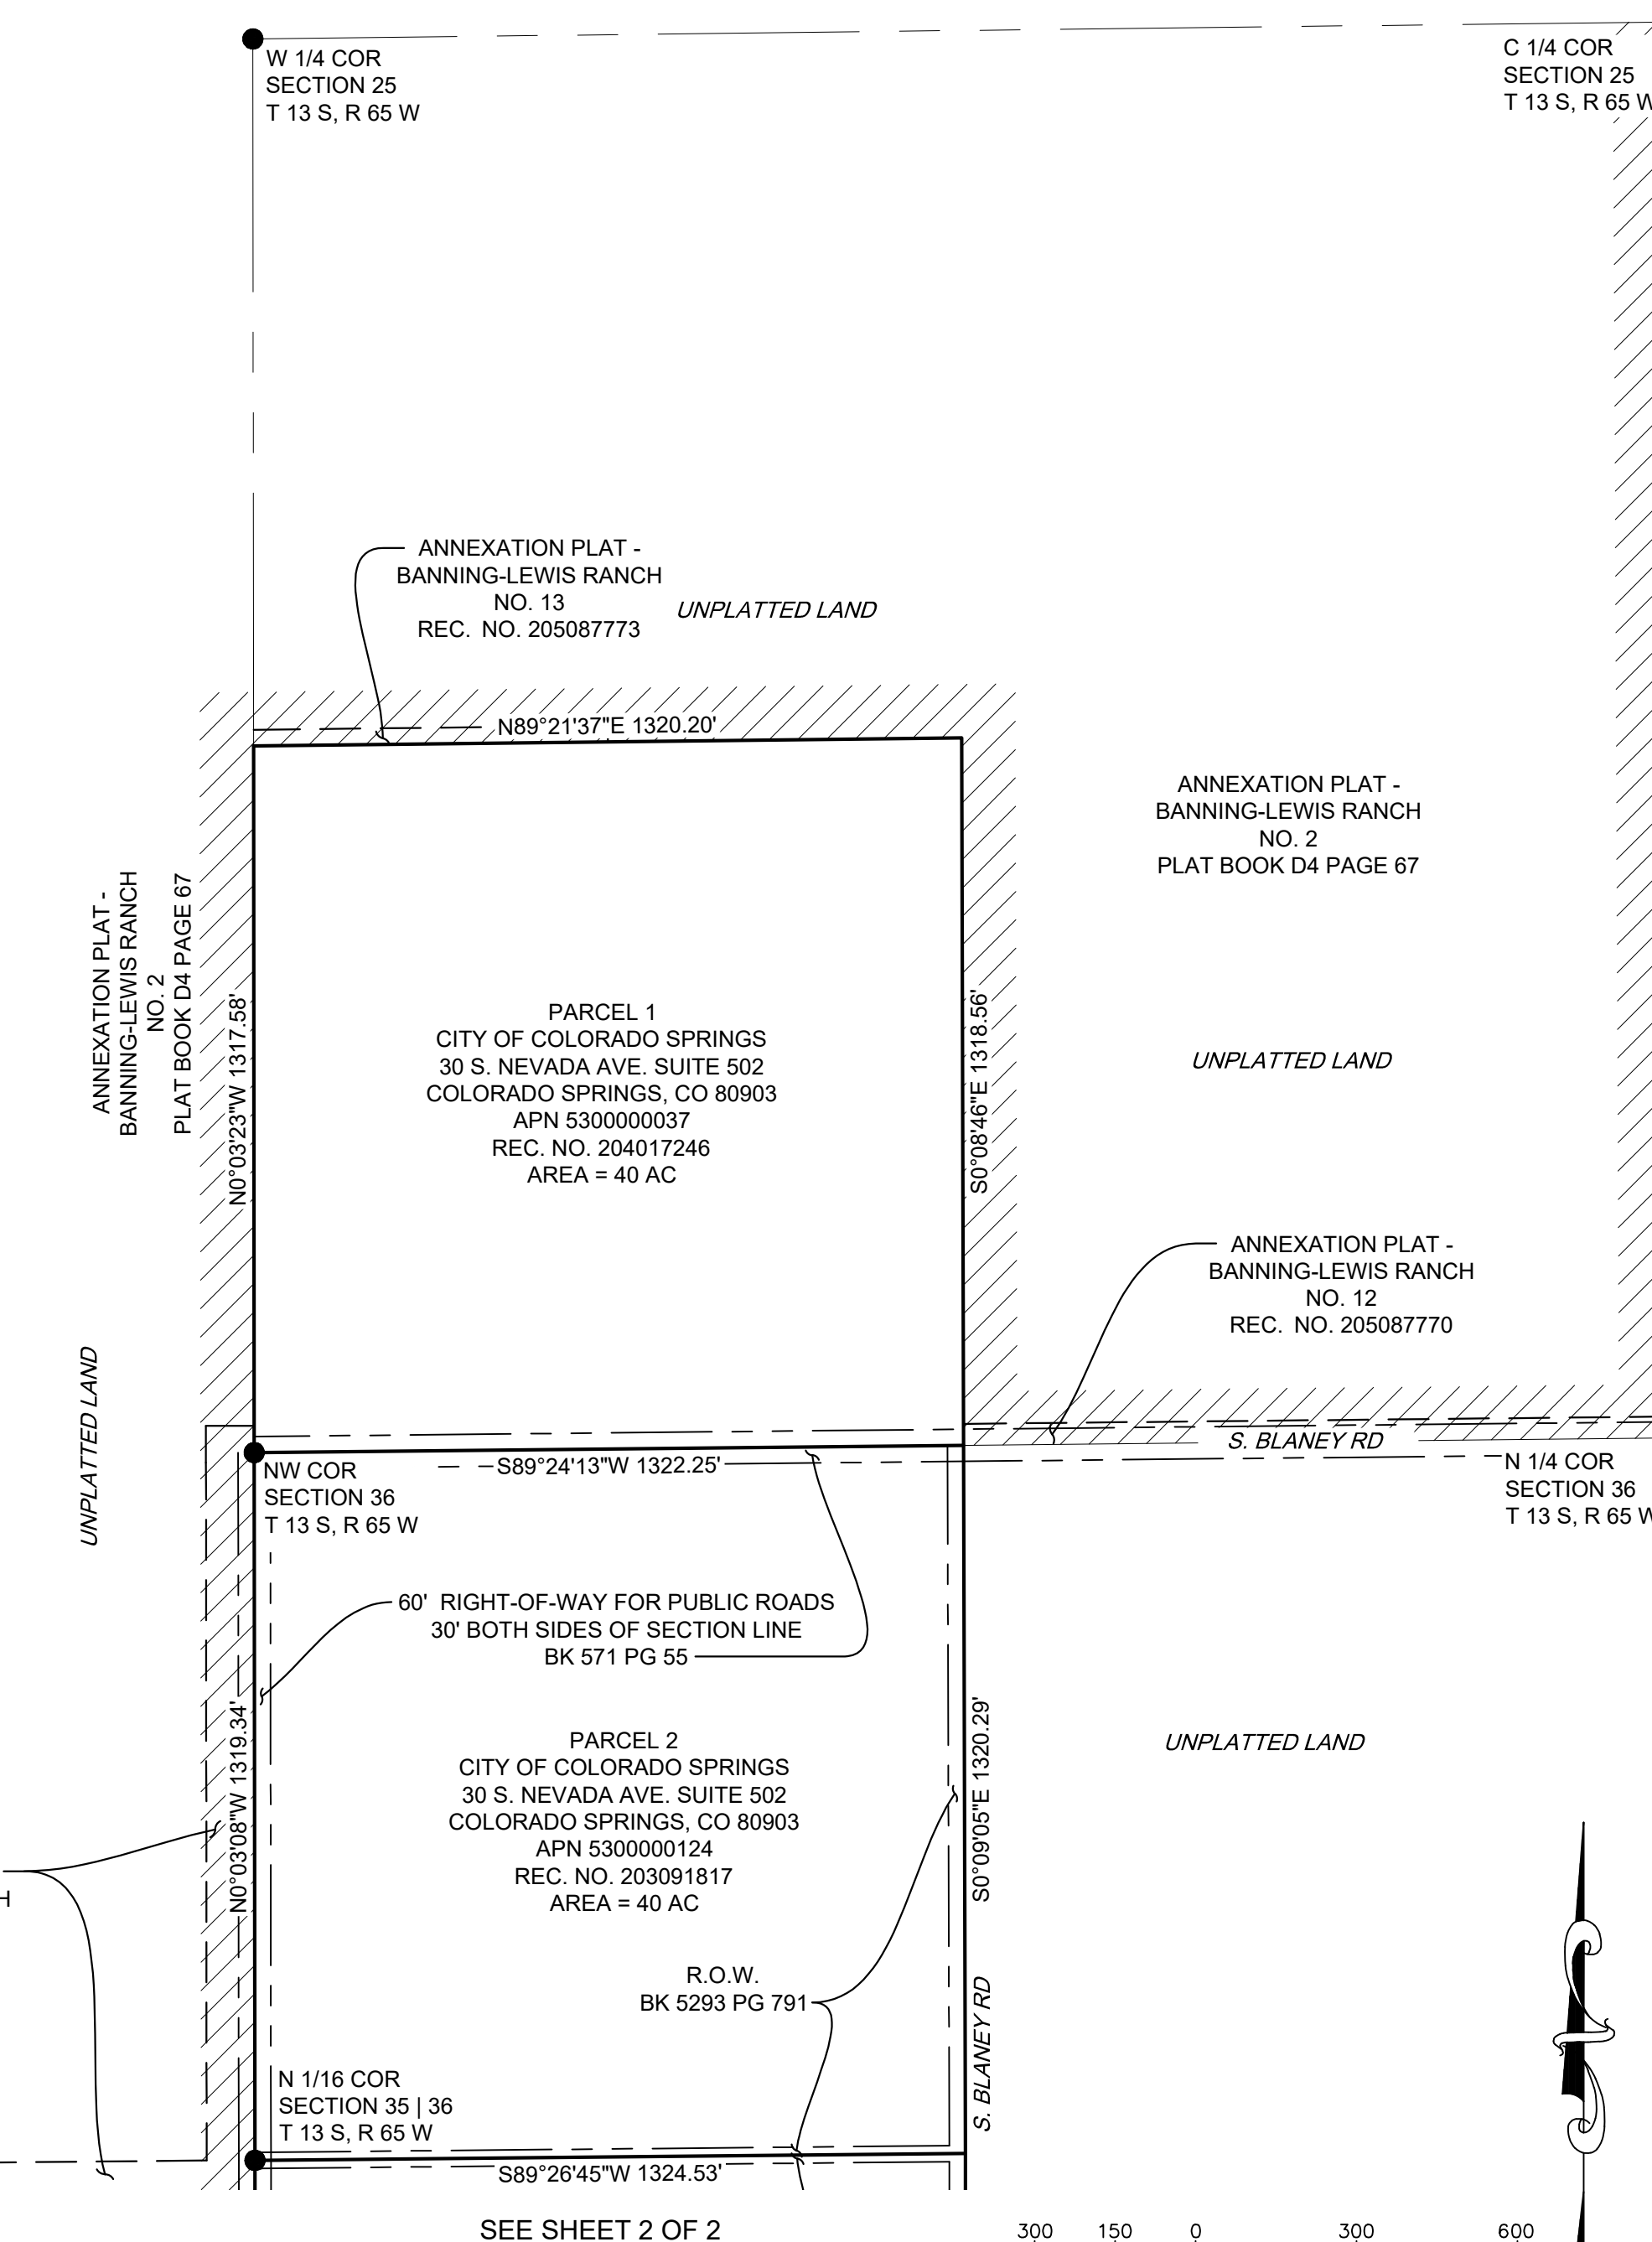 W 1/4 COR
SECTION 25
T 13 S, R 65 W
C 1/4 COR
SECTION 25
T 13 S, R 65 W
ANNEXATION PLAT -
BANNING-LEWIS RANCH
NO. 13
REC. NO. 205087773
UNPLATTED LAND
N89°21'37"E 1320.20'
ANNEXATION PLAT -
BANNING-LEWIS RANCH
NO. 2
PLAT BOOK D4 PAGE 67
ANNEXATION PLAT -
BANNING-LEWIS RANCH
NO. 2
PLAT BOOK D4 PAGE 67
N0°03'23"W 1317.58'
PARCEL 1
CITY OF COLORADO SPRINGS
30 S. NEVADA AVE. SUITE 502
COLORADO SPRINGS, CO 80903
APN 5300000037
REC. NO. 204017246
AREA = 40 AC
S0°08'46"E 1318.56'
UNPLATTED LAND
ANNEXATION PLAT -
BANNING-LEWIS RANCH
NO. 12
REC. NO. 205087770
UNPLATTED LAND
S. BLANEY RD
NW COR
SECTION 36
T 13 S, R 65 W
S89°24'13"W 1322.25'
N 1/4 COR
SECTION 36
T 13 S, R 65 W
60' RIGHT-OF-WAY FOR PUBLIC ROADS
30' BOTH SIDES OF SECTION LINE
BK 571 PG 55
N0°03'08"W 1319.34'
PARCEL 2
CITY OF COLORADO SPRINGS
30 S. NEVADA AVE. SUITE 502
COLORADO SPRINGS, CO 80903
APN 5300000124
REC. NO. 203091817
AREA = 40 AC
S0°09'05"E 1320.29'
UNPLATTED LAND
H
R.O.W.
BK 5293 PG 791
S. BLANEY RD
N 1/16 COR
SECTION 35 | 36
T 13 S, R 65 W
S89°26'45"W 1324.53'
SEE SHEET 2 OF 2
300 150 0 300 600